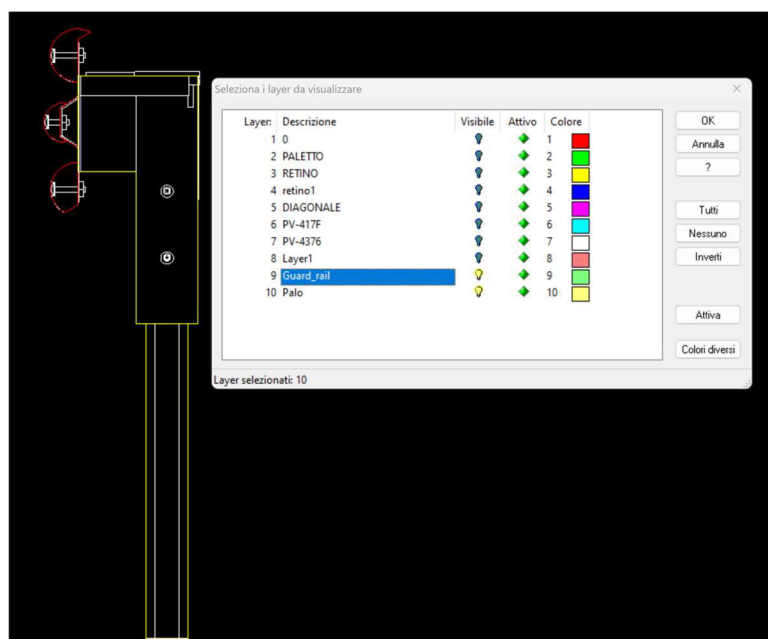 Seleziona i layer da visualizzare
Layer: Descrizione Visibile Attivo Colore
1 0 1
2 PALETTO 2
3 RETINO 3
4 retino1 4
5 DIAGONALE 5
6 PV-417F 6
7 PV-4376 7
8 Layer1 8
9 Guard_rail 9
10 Palo 10
OK
Annulla
?
Tutti
Nessuno
Inverti
Attiva
Colori diversi
Layer selezionati: 10